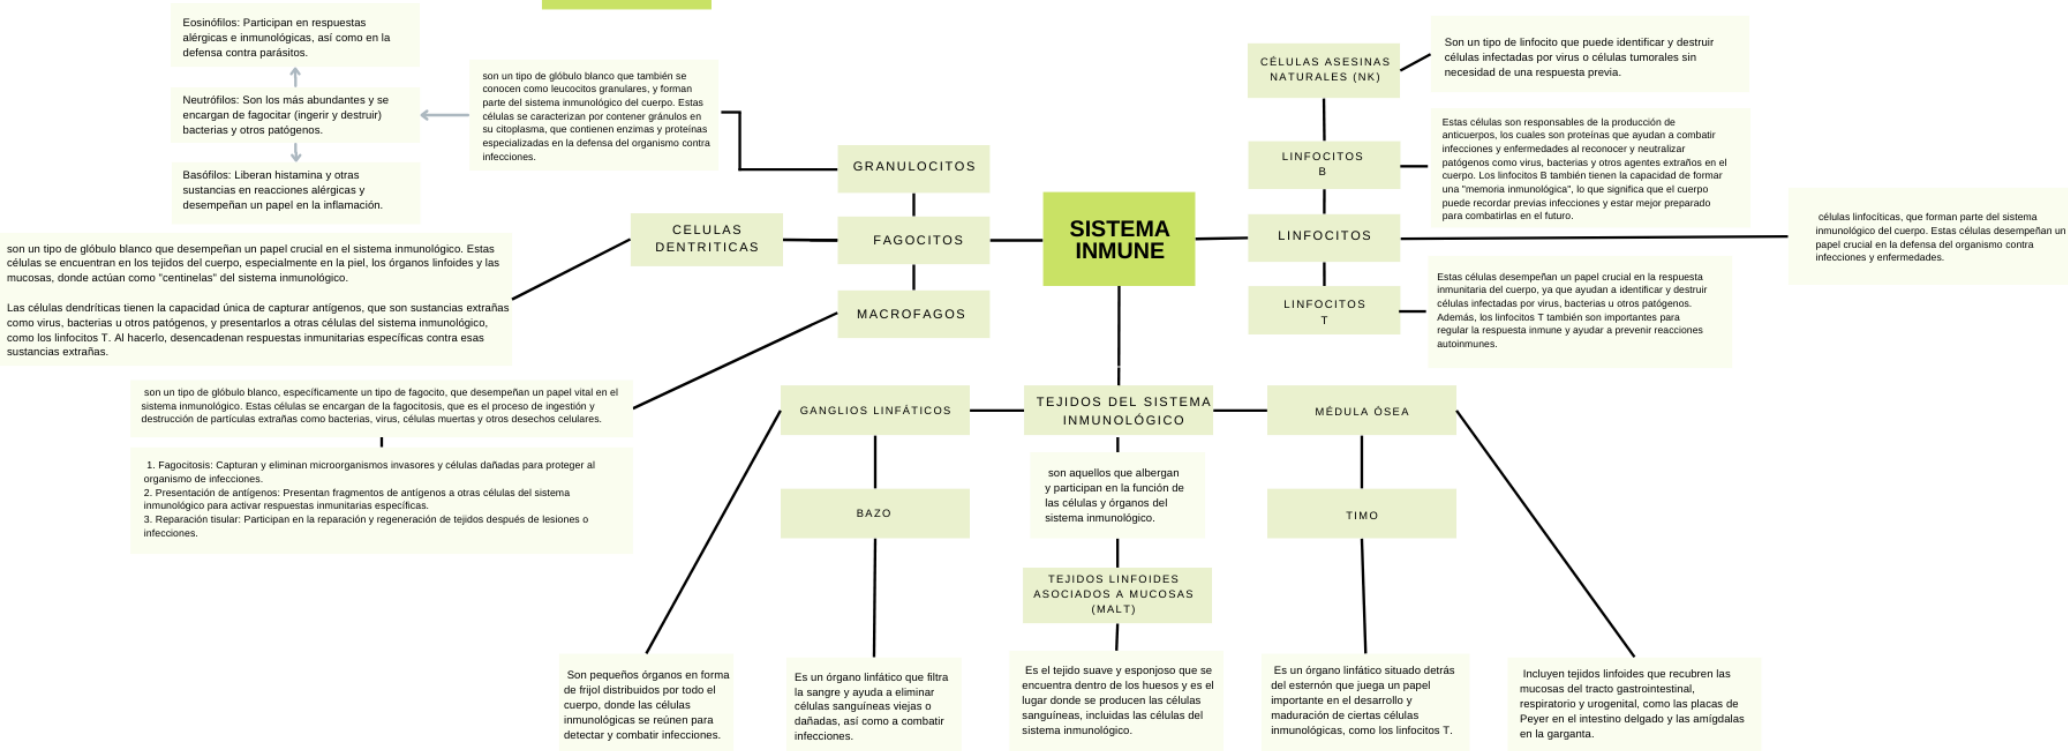 Eosinófilos: Participan en respuestas
alérgicas e inmunológicas, así como en la
defensa contra parásitos.
Neutrófilos: Son los más abundantes y se
encargan de fagocitar (ingerir y destruir)
bacterias y otros patógenos.
Basófilos: Liberan histamina y otras
sustancias en reacciones alérgicas y
desempeñan un papel en la inflamación.
son un tipo de glóbulo blanco que también se
conocen como leucocitos granulares, y forman
parte del sistema inmunológico del cuerpo. Estas
células se caracterizan por contener gránulos en
su citoplasma, que contienen enzimas y proteínas
especializadas en la defensa del organismo contra
infecciones.
GRANULOCITOS
CELULAS
DENTRITICAS
FAGOCITOS
MACROFAGOS
son un tipo de glóbulo blanco que desempeñan un papel crucial en el sistema inmunológico. Estas
células se encuentran en los tejidos del cuerpo, especialmente en la piel, los órganos linfoides y las
mucosas, donde actúan como "centinelas" del sistema inmunológico.
Las células dendríticas tienen la capacidad única de capturar antígenos, que son sustancias extrañas
como virus, bacterias u otros patógenos, y presentarlos a otras células del sistema inmunológico,
como los linfocitos T. Al hacerlo, desencadenan respuestas inmunitarias específicas contra esas
sustancias extrañas.
son un tipo de glóbulo blanco, específicamente un tipo de fagocito, que desempeñan un papel vital en el
sistema inmunológico. Estas células se encargan de la fagocitosis, que es el proceso de ingestión y
destrucción de partículas extrañas como bacterias, virus, células muertas y otros desechos celulares.
1. Fagocitosis: Capturan y eliminan microorganismos invasores y células dañadas para proteger al
organismo de infecciones.
2. Presentación de antígenos: Presentan fragmentos de antígenos a otras células del sistema
inmunológico para activar respuestas inmunitarias específicas.
3. Reparación tisular: Participan en la reparación y regeneración de tejidos después de lesiones o
infecciones.
SISTEMA
INMUNE
CÉLULAS ASESINAS
NATURALES (NK)
Son un tipo de linfocito que puede identificar y destruir
células infectadas por virus o células tumorales sin
necesidad de una respuesta previa.
LINFOCITOS
B
Estas células son responsables de la producción de
anticuerpos, los cuales son proteínas que ayudan a combatir
infecciones y enfermedades al reconocer y neutralizar
patógenos como virus, bacterias y otros agentes extraños en el
cuerpo. Los linfocitos B también tienen la capacidad de formar
una "memoria inmunológica", lo que significa que el cuerpo
puede recordar previas infecciones y estar mejor preparado
para combatirlas en el futuro.
LINFOCITOS
células linfocíticas, que forman parte del sistema
inmunológico del cuerpo. Estas células desempeñan un
papel crucial en la defensa del organismo contra
infecciones y enfermedades.
LINFOCITOS
T
Estas células desempeñan un papel crucial en la respuesta
inmunitaria del cuerpo, ya que ayudan a identificar y destruir
células infectadas por virus, bacterias u otros patógenos.
Además, los linfocitos T también son importantes para
regular la respuesta inmune y ayudar a prevenir reacciones
autoinmunes.
GANGLIOS LINFÁTICOS
TEJIDOS DEL SISTEMA
INMUNOLÓGICO
MÉDULA ÓSEA
son aquellos que albergan
y participan en la función de
las células y órganos del
sistema inmunológico.
BAZO
TIMO
TEJIDOS LINFOIDES
ASOCIADOS A MUCOSAS
(MALT)
Son pequeños órganos en forma
de frijol distribuidos por todo el
cuerpo, donde las células
inmunológicas se reúnen para
detectar y combatir infecciones.
Es un órgano linfático que filtra
la sangre y ayuda a eliminar
células sanguíneas viejas o
dañadas, así como a combatir
infecciones.
Es el tejido suave y esponjoso que se
encuentra dentro de los huesos y es el
lugar donde se producen las células
sanguíneas, incluidas las células del
sistema inmunológico.
Es un órgano linfático situado detrás
del esternón que juega un papel
importante en el desarrollo y
maduración de ciertas células
inmunológicas, como los linfocitos T.
Incluyen tejidos linfoides que recubren las
mucosas del tracto gastrointestinal,
respiratorio y urogenital, como las placas de
Peyer en el intestino delgado y las amígdalas
en la garganta.